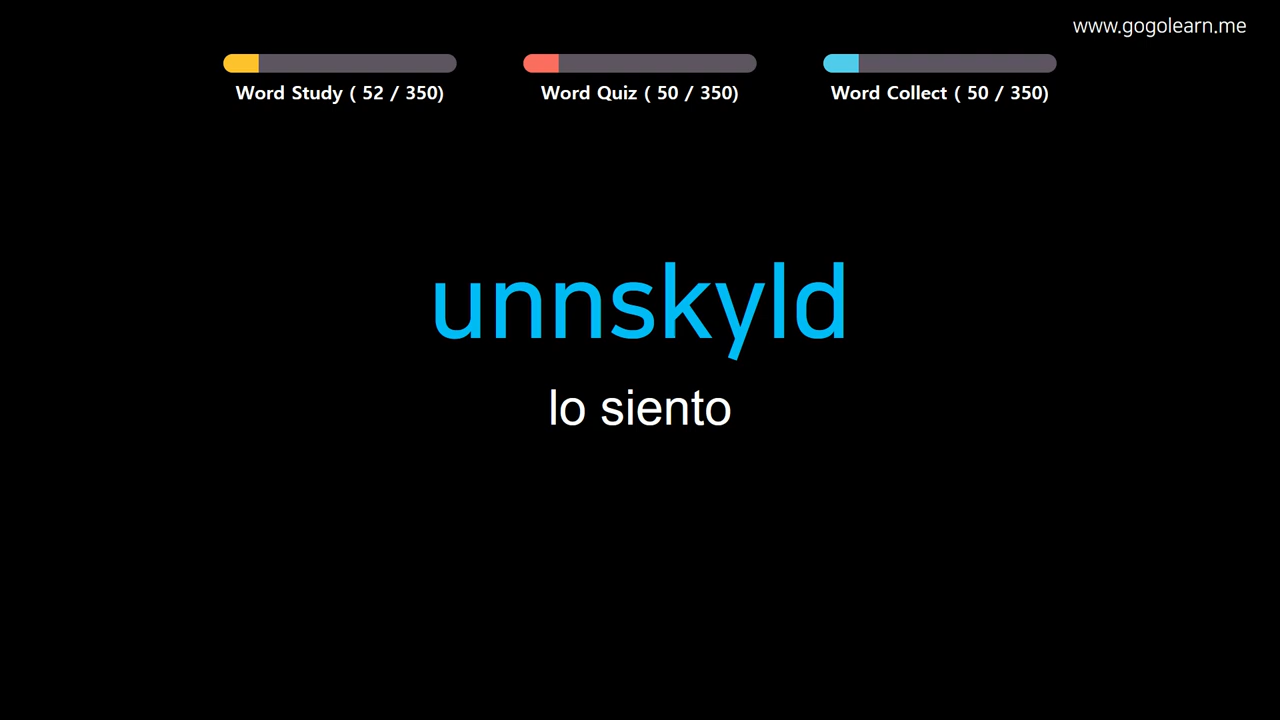 www.gogolearn.me
Word Study ( 52 / 350)
Word Quiz ( 50 / 350)
Word Collect ( 50 / 350)
unnskyld
lo siento